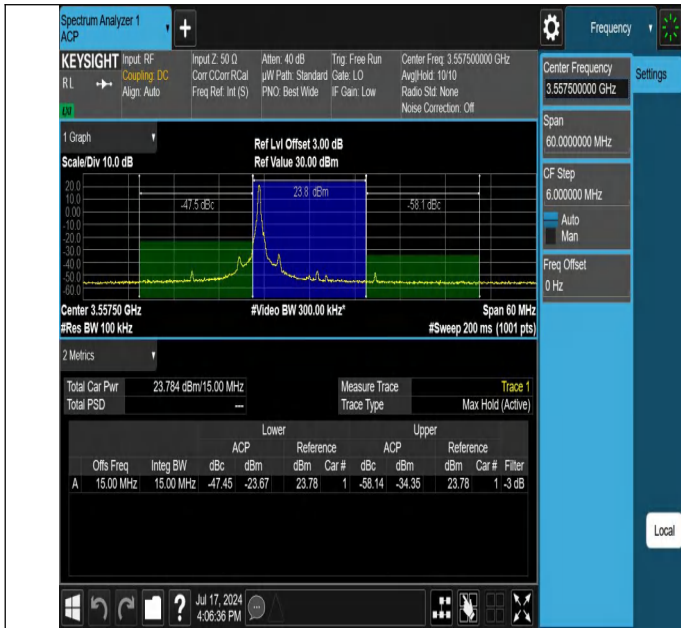 Spectrum Analyzer 1
ACP
Frequency
KEYSIGHT
RL
Input: RF
Coupling: DC
Align: Auto
Input Z: 50 Ω
Corr CCorr RCal
Freq Ref: Int (S)
Atten: 40 dB
µW Path: Standard
PNO: Best Wide
Trig: Free Run
Gate: LO
IF Gain: Low
Center Freq: 3.557500000 GHz
Avg|Hold: 10/10
Radio Std: None
Noise Correction: Off
Center Frequency
3.557500000 GHz
Settings
Span
60.0000000 MHz
CF Step
6.000000 MHz
Auto
Man
Freq Offset
0 Hz
1 Graph
Scale/Div 10.0 dB
Ref Lvl Offset 3.00 dB
Ref Value 30.00 dBm
20.0
10.0
0.00
-10.0
-20.0
-30.0
-40.0
-50.0
-60.0
-47.5 dBc
23.8 dBm
-58.1 dBc
Center 3.55750 GHz
#Video BW 300.00 kHz*
Span 60 MHz
#Res BW 100 kHz
#Sweep 200 ms (1001 pts)
2 Metrics
Total Car Pwr 23.784 dBm/15.00 MHz
Total PSD ---
Measure Trace Trace 1
Trace Type Max Hold (Active)
Lower Upper
ACP Reference ACP Reference
Offs Freq Integ BW dBc dBm dBm Car # dBc dBm dBm Car # Filter
A 15.00 MHz 15.00 MHz -47.45 -23.67 23.78 1 -58.14 -34.35 23.78 1 -3 dB
Local
?
Jul 17, 2024
4:06:36 PM